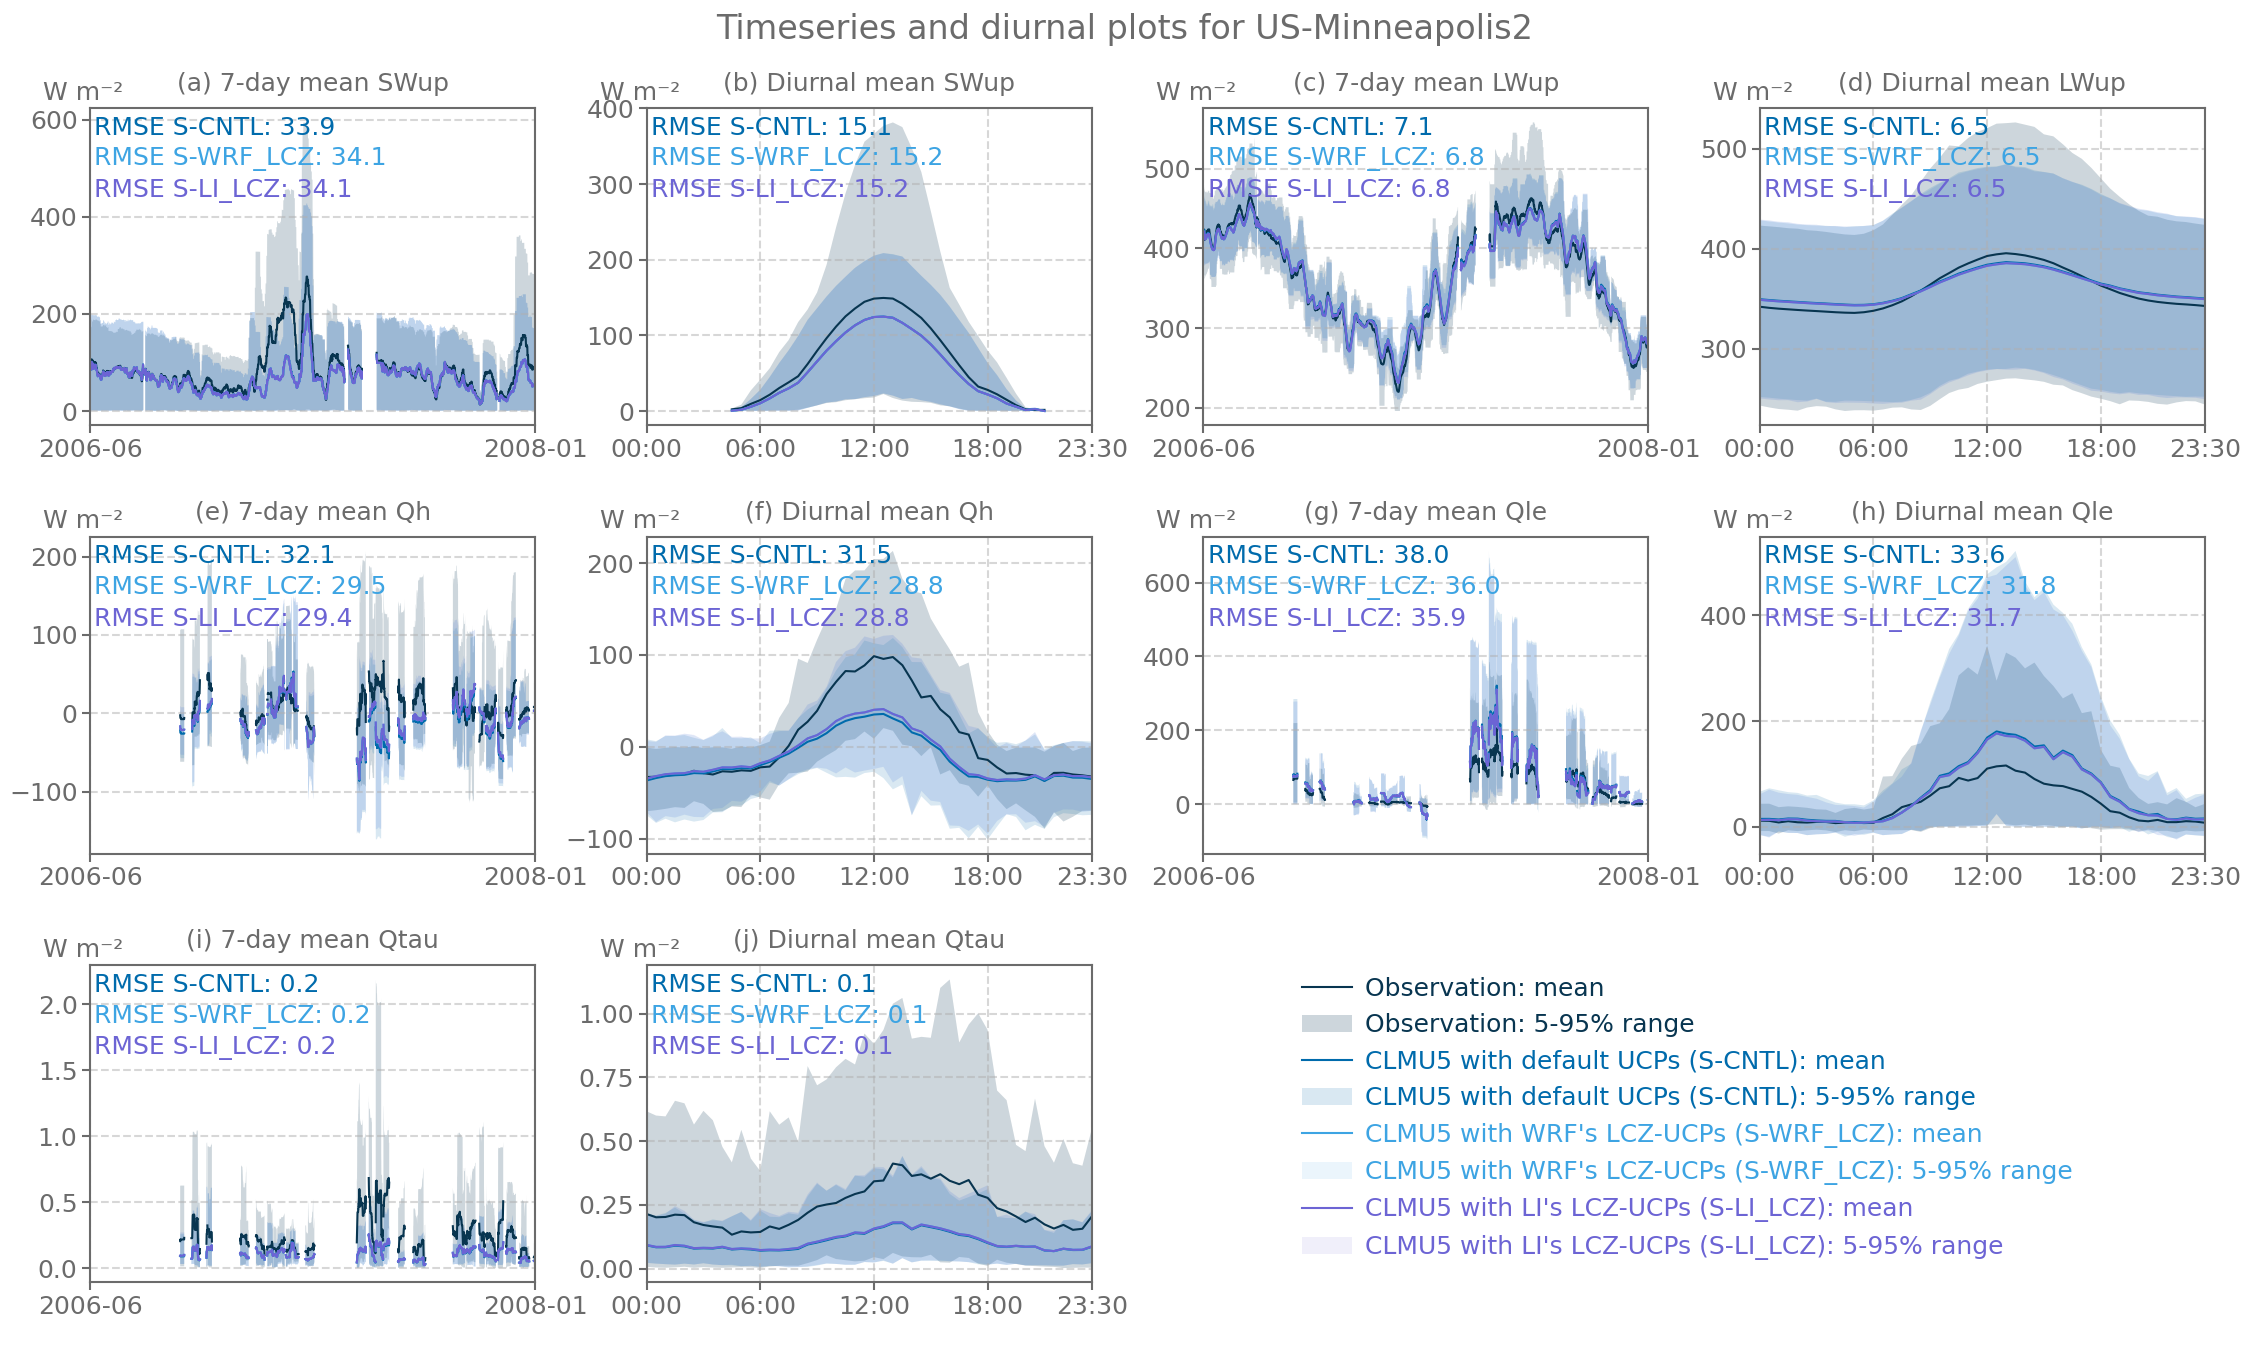 Timeseries and diurnal plots for US-Minneapolis2
W m⁻²
(a) 7-day mean SWup
RMSE S-CNTL: 33.9
RMSE S-WRF_LCZ: 34.1
RMSE S-LI_LCZ: 34.1
600
400
200
0
2006-06
2008-01
W m⁻²
(b) Diurnal mean SWup
RMSE S-CNTL: 15.1
RMSE S-WRF_LCZ: 15.2
RMSE S-LI_LCZ: 15.2
400
300
200
100
0
00:00
06:00
12:00
18:00
23:30
W m⁻²
(c) 7-day mean LWup
RMSE S-CNTL: 7.1
RMSE S-WRF_LCZ: 6.8
RMSE S-LI_LCZ: 6.8
500
400
300
200
2006-06
2008-01
W m⁻²
(d) Diurnal mean LWup
RMSE S-CNTL: 6.5
RMSE S-WRF_LCZ: 6.5
RMSE S-LI_LCZ: 6.5
500
400
300
00:00
06:00
12:00
18:00
23:30
W m⁻²
(e) 7-day mean Qh
RMSE S-CNTL: 32.1
RMSE S-WRF_LCZ: 29.5
RMSE S-LI_LCZ: 29.4
200
100
0
−100
2006-06
2008-01
W m⁻²
(f) Diurnal mean Qh
RMSE S-CNTL: 31.5
RMSE S-WRF_LCZ: 28.8
RMSE S-LI_LCZ: 28.8
200
100
0
−100
00:00
06:00
12:00
18:00
23:30
W m⁻²
(g) 7-day mean Qle
RMSE S-CNTL: 38.0
RMSE S-WRF_LCZ: 36.0
RMSE S-LI_LCZ: 35.9
600
400
200
0
2006-06
2008-01
W m⁻²
(h) Diurnal mean Qle
RMSE S-CNTL: 33.6
RMSE S-WRF_LCZ: 31.8
RMSE S-LI_LCZ: 31.7
400
200
0
00:00
06:00
12:00
18:00
23:30
W m⁻²
(i) 7-day mean Qtau
RMSE S-CNTL: 0.2
RMSE S-WRF_LCZ: 0.2
RMSE S-LI_LCZ: 0.2
2.0
1.5
1.0
0.5
0.0
2006-06
2008-01
W m⁻²
(j) Diurnal mean Qtau
RMSE S-CNTL: 0.1
RMSE S-WRF_LCZ: 0.1
RMSE S-LI_LCZ: 0.1
1.00
0.75
0.50
0.25
0.00
00:00
06:00
12:00
18:00
23:30
Observation: mean
Observation: 5-95% range
CLMU5 with default UCPs (S-CNTL): mean
CLMU5 with default UCPs (S-CNTL): 5-95% range
CLMU5 with WRF's LCZ-UCPs (S-WRF_LCZ): mean
CLMU5 with WRF's LCZ-UCPs (S-WRF_LCZ): 5-95% range
CLMU5 with LI's LCZ-UCPs (S-LI_LCZ): mean
CLMU5 with LI's LCZ-UCPs (S-LI_LCZ): 5-95% range